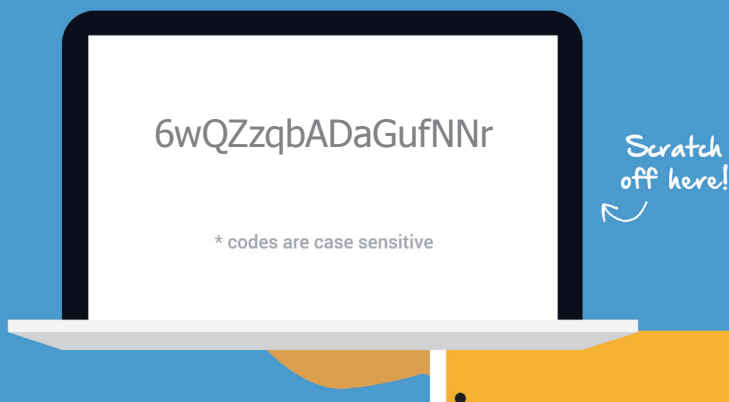 6wQZzqbADaGufNNr
Scratch
off here!
* codes are case sensitive